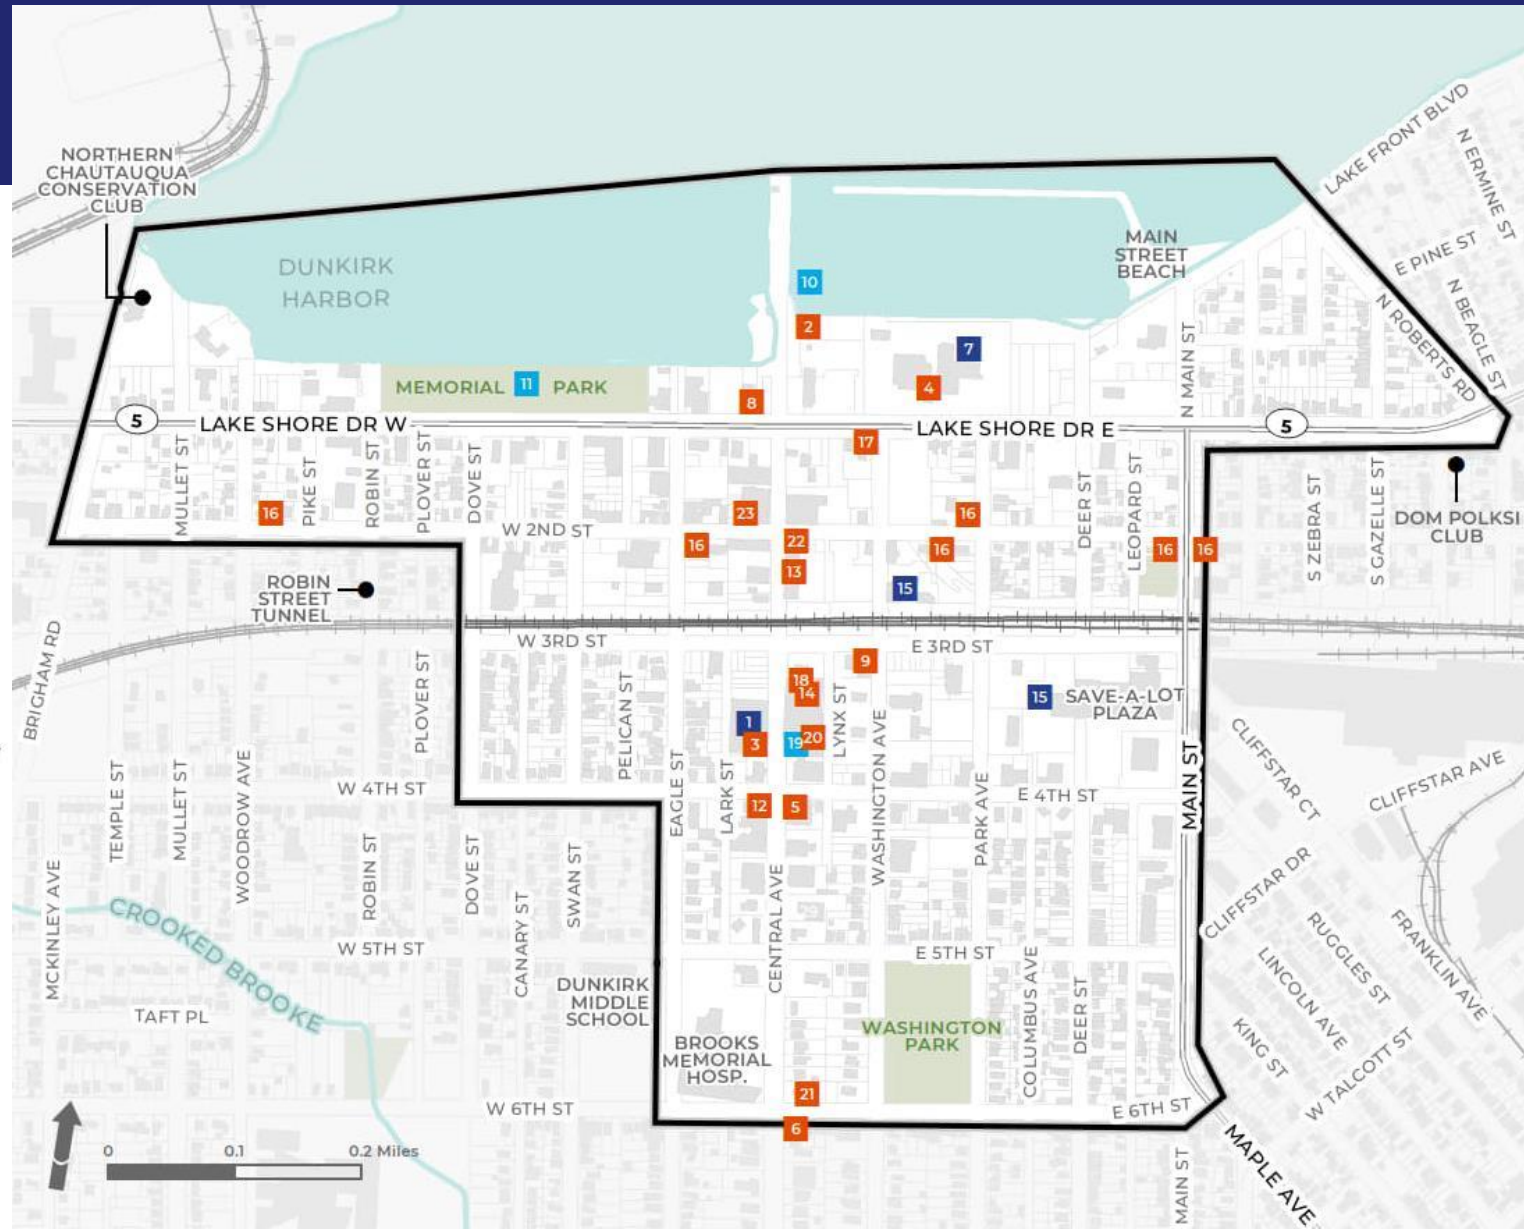 NORTHERN
CHAUTAUQUA
CONSERVATION
CLUB
LAKE FRONT BLVD
N ERMINE ST
E PINE ST
N BEAGLE ST
N ROBERTS RD
MAIN
STREET
BEACH
DUNKIRK
HARBOR
10
2
7
N MAIN ST
MEMORIAL 11 PARK
4
8
5
LAKE SHORE DR W
LAKE SHORE DR E
5
17
MULLET ST
PIKE ST
ROBIN ST
PLOVER ST
DOVE ST
DEER ST
LEOPARD ST
S ZEBRA ST
S GAZELLE ST
DOM POLKSI
CLUB
16
23
16
W 2ND ST
16
22
16
16
16
13
ROBIN
STREET
TUNNEL
15
BRIGHAM RD
W 3RD ST
E 3RD ST
9
PLOVER ST
PELICAN ST
18
14
LYNX ST
15
SAVE-A-LOT
PLAZA
1
3
19
20
WASHINGTON AVE
MAIN ST
CLIFFSTAR CT
CLIFFSTAR AVE
EAGLE ST
LARK ST
W 4TH ST
E 4TH ST
12
5
PARK AVE
TEMPLE ST
MULLET ST
WOODROW AVE
ROBIN ST
DOVE ST
SWAN ST
CANARY ST
MCKINLEY AVE
CROOKED BROOKE
CLIFFSTAR DR
RUGGLES ST
FRANKLIN AVE
LINCOLN AVE
KING ST
W TALCOTT ST
W 5TH ST
E 5TH ST
CENTRAL AVE
COLUMBUS AVE
DEER ST
DUNKIRK
MIDDLE
SCHOOL
TAFT PL
BROOKS
MEMORIAL
HOSP.
WASHINGTON
PARK
21
W 6TH ST
E 6TH ST
6
0 0.1 0.2 Miles
MAIN ST
MAPLE AVE